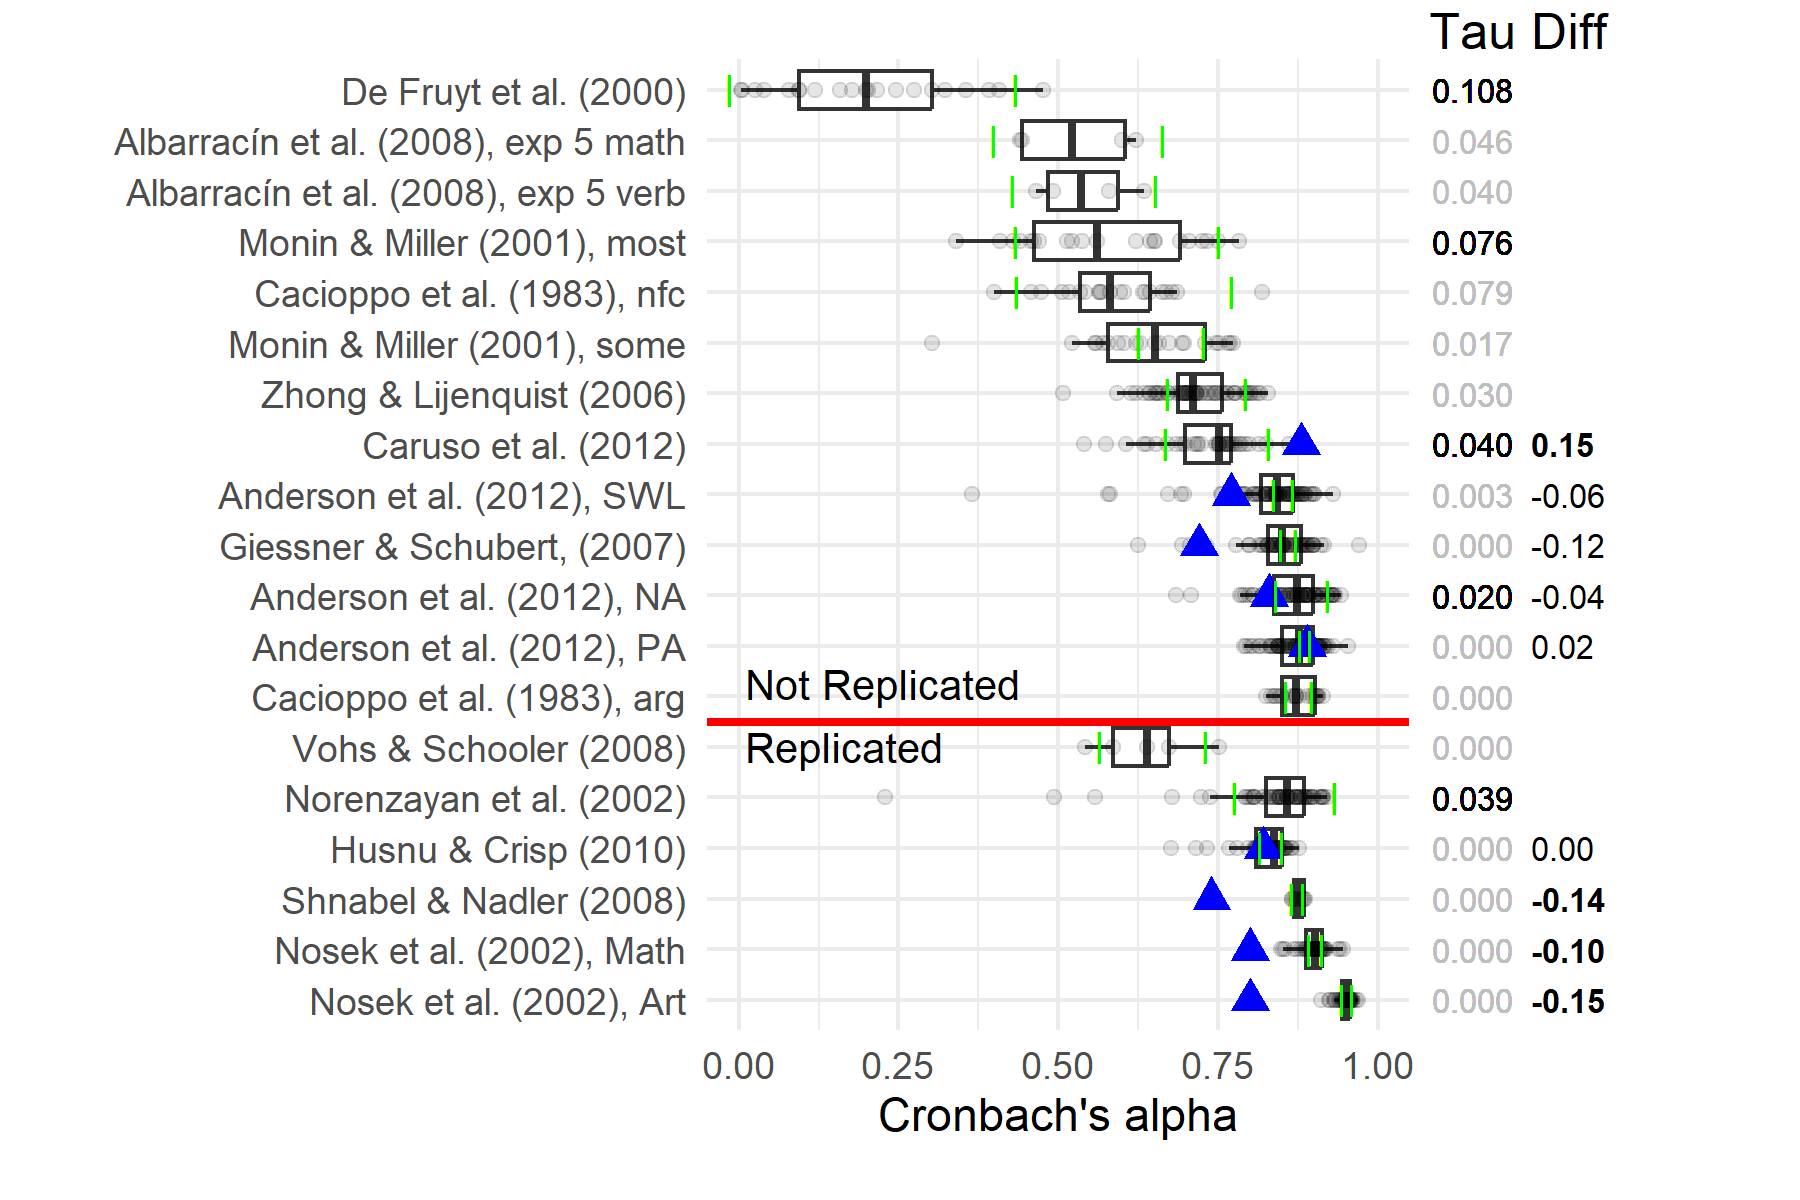 Tau Diff
De Fruyt et al. (2000) 0.108
Albarracín et al. (2008), exp 5 math 0.046
Albarracín et al. (2008), exp 5 verb 0.040
Monin & Miller (2001), most 0.076
Cacioppo et al. (1983), nfc 0.079
Monin & Miller (2001), some 0.017
Zhong & Lijenquist (2006) 0.030
Caruso et al. (2012) 0.040 0.15
Anderson et al. (2012), SWL 0.003 -0.06
Giessner & Schubert, (2007) 0.000 -0.12
Anderson et al. (2012), NA 0.020 -0.04
Anderson et al. (2012), PA 0.000 0.02
Not Replicated
Cacioppo et al. (1983), arg 0.000
Vohs & Schooler (2008) Replicated 0.000
Norenzayan et al. (2002) 0.039
Husnu & Crisp (2010) 0.000 0.00
Shnabel & Nadler (2008) 0.000 -0.14
Nosek et al. (2002), Math 0.000 -0.10
Nosek et al. (2002), Art 0.000 -0.15
0.00 0.25 0.50 0.75 1.00
Cronbach's alpha